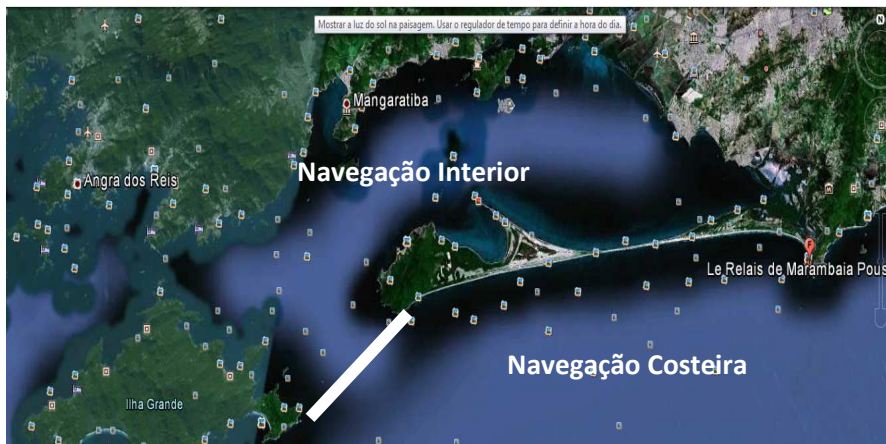 Mostrar a luz do sol na paisagem. Usar o regulador de tempo para definir a hora do dia.
N
Mangaratiba
Navegação Interior
Angra dos Reis
F
Le Relais de Marambaia Pous
Navegação Costeira
Ilha Grande